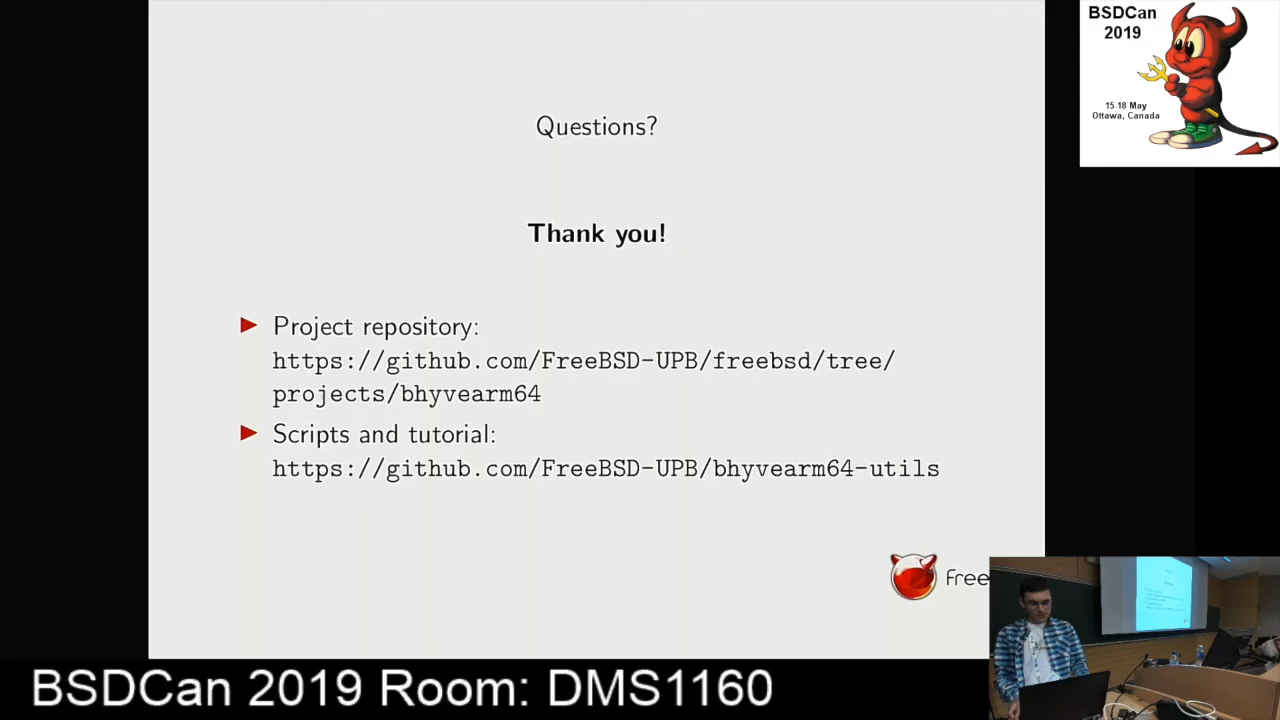 BSDCan
2019
15-18 May
Ottawa, Canada
Questions?
Thank you!
Project repository:
https://github.com/FreeBSD-UPB/freebsd/tree/
projects/bhyvearm64
Scripts and tutorial:
https://github.com/FreeBSD-UPB/bhyvearm64-utils
Free
BSDCan 2019 Room: DMS1160